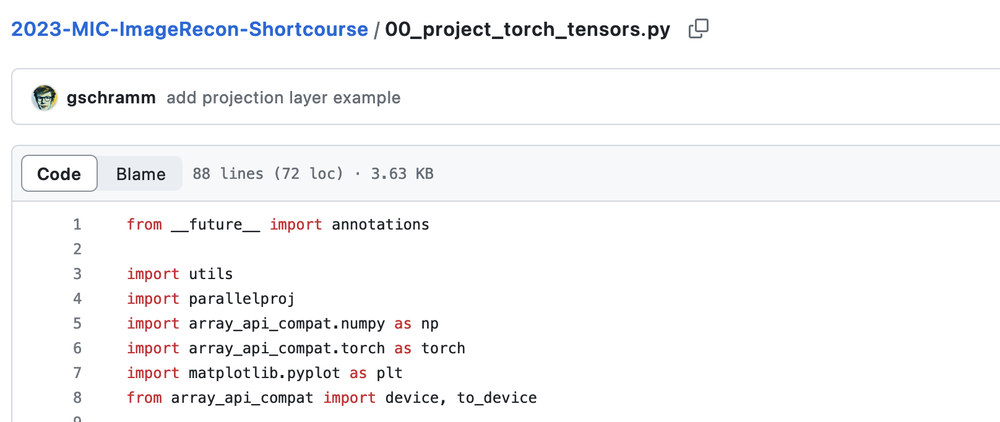 2023-MIC-ImageRecon-Shortcourse / 00_project_torch_tensors.py
gschramm add projection layer example
Code Blame 88 lines (72 loc) · 3.63 KB
1 from __future__ import annotations
2
3 import utils
4 import parallelproj
5 import array_api_compat.numpy as np
6 import array_api_compat.torch as torch
7 import matplotlib.pyplot as plt
8 from array_api_compat import device, to_device
9